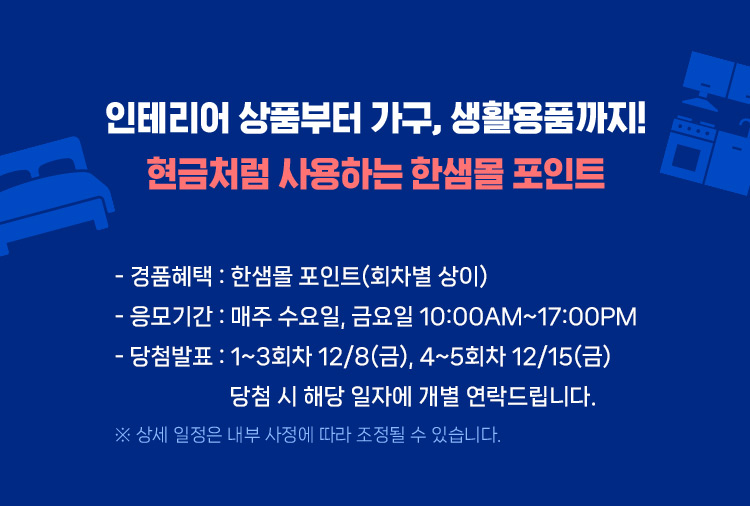 인테리어 상품부터 가구, 생활용품까지!
현금처럼 사용하는 한샘몰 포인트
- 경품혜택 : 한샘몰 포인트(회차별 상이)
- 응모기간 : 매주 수요일, 금요일 10:00AM~17:00PM
- 당첨발표 : 1~3회차 12/8(금), 4~5회차 12/15(금)
당첨 시 해당 일자에 개별 연락드립니다.
※ 상세 일정은 내부 사정에 따라 조정될 수 있습니다.